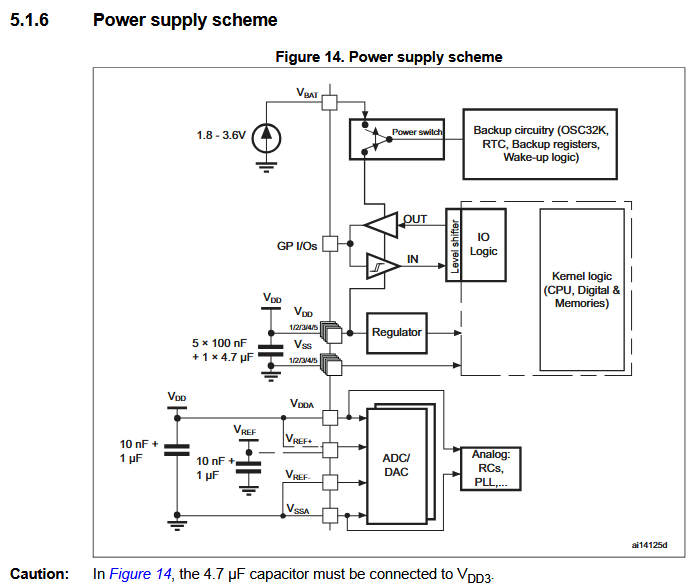 5.1.6 Power supply scheme
Figure 14. Power supply scheme
VBAT
1.8 - 3.6V
Power switch
Backup circuitry (OSC32K,
RTC, Backup registers,
Wake-up logic)
OUT
GP I/Os
IN
Level shifter
IO
Logic
Kernel logic
(CPU, Digital &
Memories)
VDD
VDD
1/2/3/4/5
Regulator
5 × 100 nF
+ 1 × 4.7 µF
VSS
1/2/3/4/5
VDD
VDDA
VREF
VREF+
10 nF +
1 µF
10 nF +
1 µF
VREF-
ADC/
DAC
Analog:
RCs,
PLL,...
VSSA
ai14125d
Caution: In Figure 14, the 4.7 µF capacitor must be connected to VDD3.